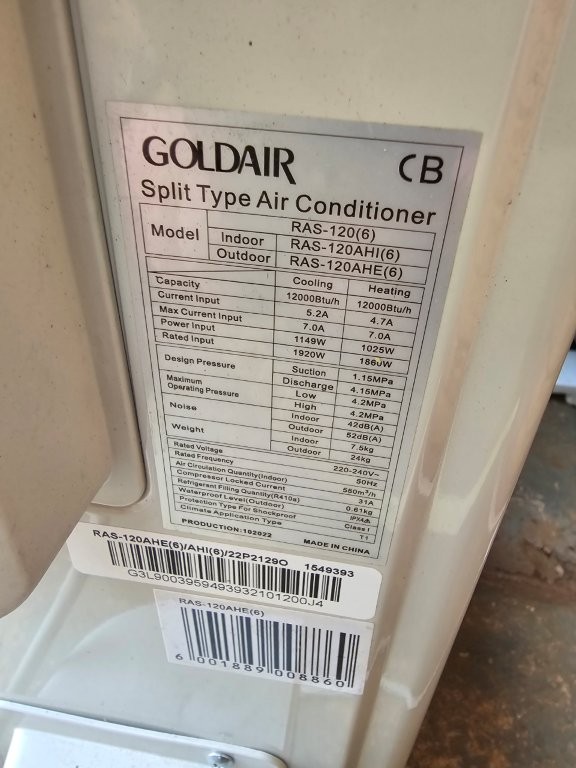 GOLDAIR CB
Split Type Air Conditioner
Model RAS-120(6)
Indoor RAS-120AHI(6)
Outdoor RAS-120AHE(6)
Cooling Heating
Capacity 12000Btu/h 12000Btu/h
Current Input 5.2A 4.7A
Max Current Input 7.0A 7.0A
Power Input 1149W 1025W
Rated Input 1920W 1860W
Design Pressure Suction 1.15MPa
Discharge 4.15MPa
Maximum Operating Pressure Low 4.2MPa
High 4.2MPa
Noise Indoor 42dB(A)
Outdoor 52dB(A)
Weight Indoor 7.5kg
Outdoor 24kg
Rated Voltage 220-240V~
Rated Frequency 50Hz
Air Circulation Quantity(Indoor) 580m³/h
Compressor Locked Current 31A
Refrigerant Filling Quantity(R410a) 0.61kg
Waterproof Level(Outdoor) IPX4
Protection Type For Shockproof Class I
Climate Application Type T1
PRODUCTION:102022 MADE IN CHINA
RAS-120AHE(6)/AHI(6)/22P2129O 1549393
G3L9003959493932101200J4
RAS-120AHE(6)
6 001889 008860